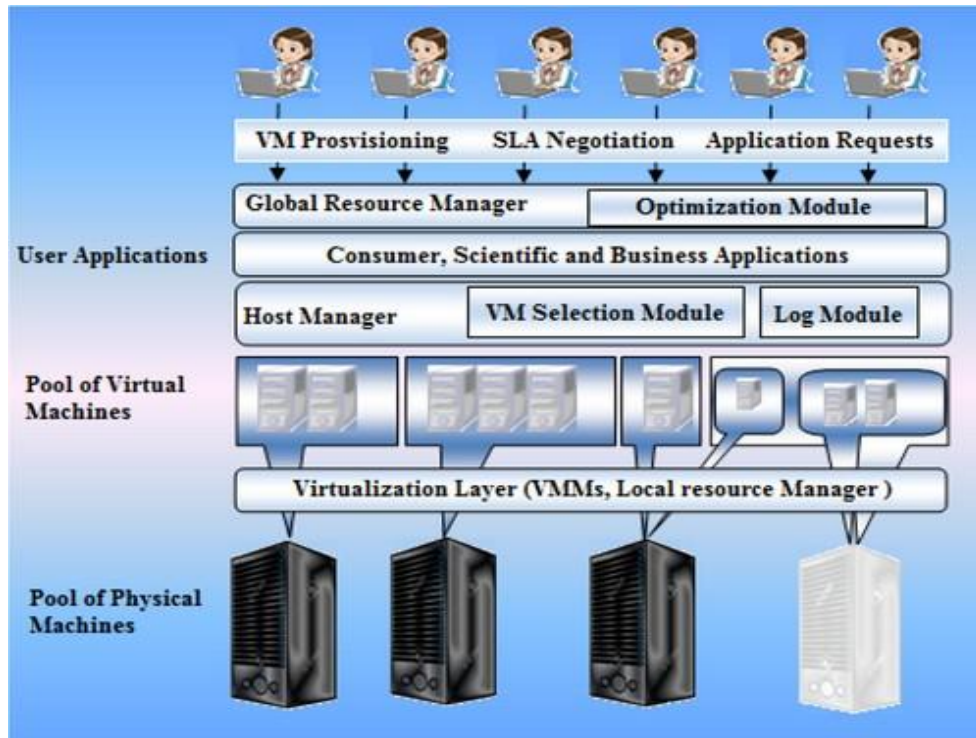 VM Prosvisioning SLA Negotiation Application Requests
Global Resource Manager Optimization Module
User Applications
Consumer, Scientific and Business Applications
Host Manager VM Selection Module Log Module
Pool of Virtual
Machines
Virtualization Layer (VMMs, Local resource Manager )
Pool of Physical
Machines